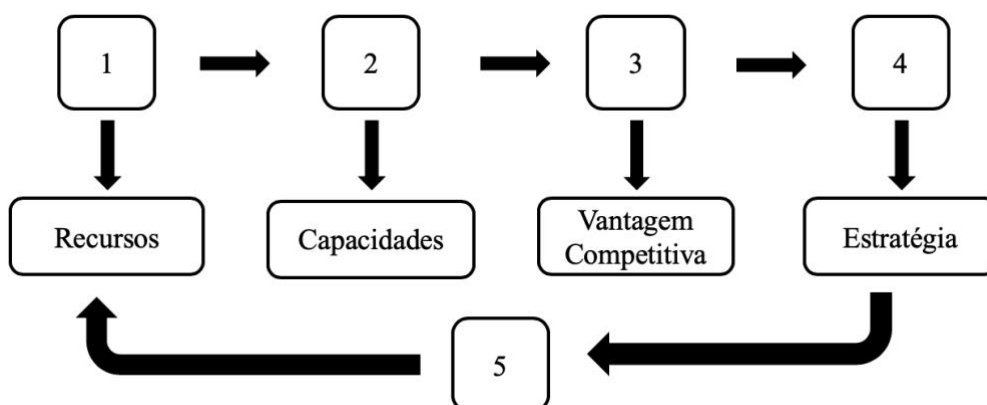 1
2
3
4
Recursos
Capacidades
Vantagem
Competitiva
Estratégia
5